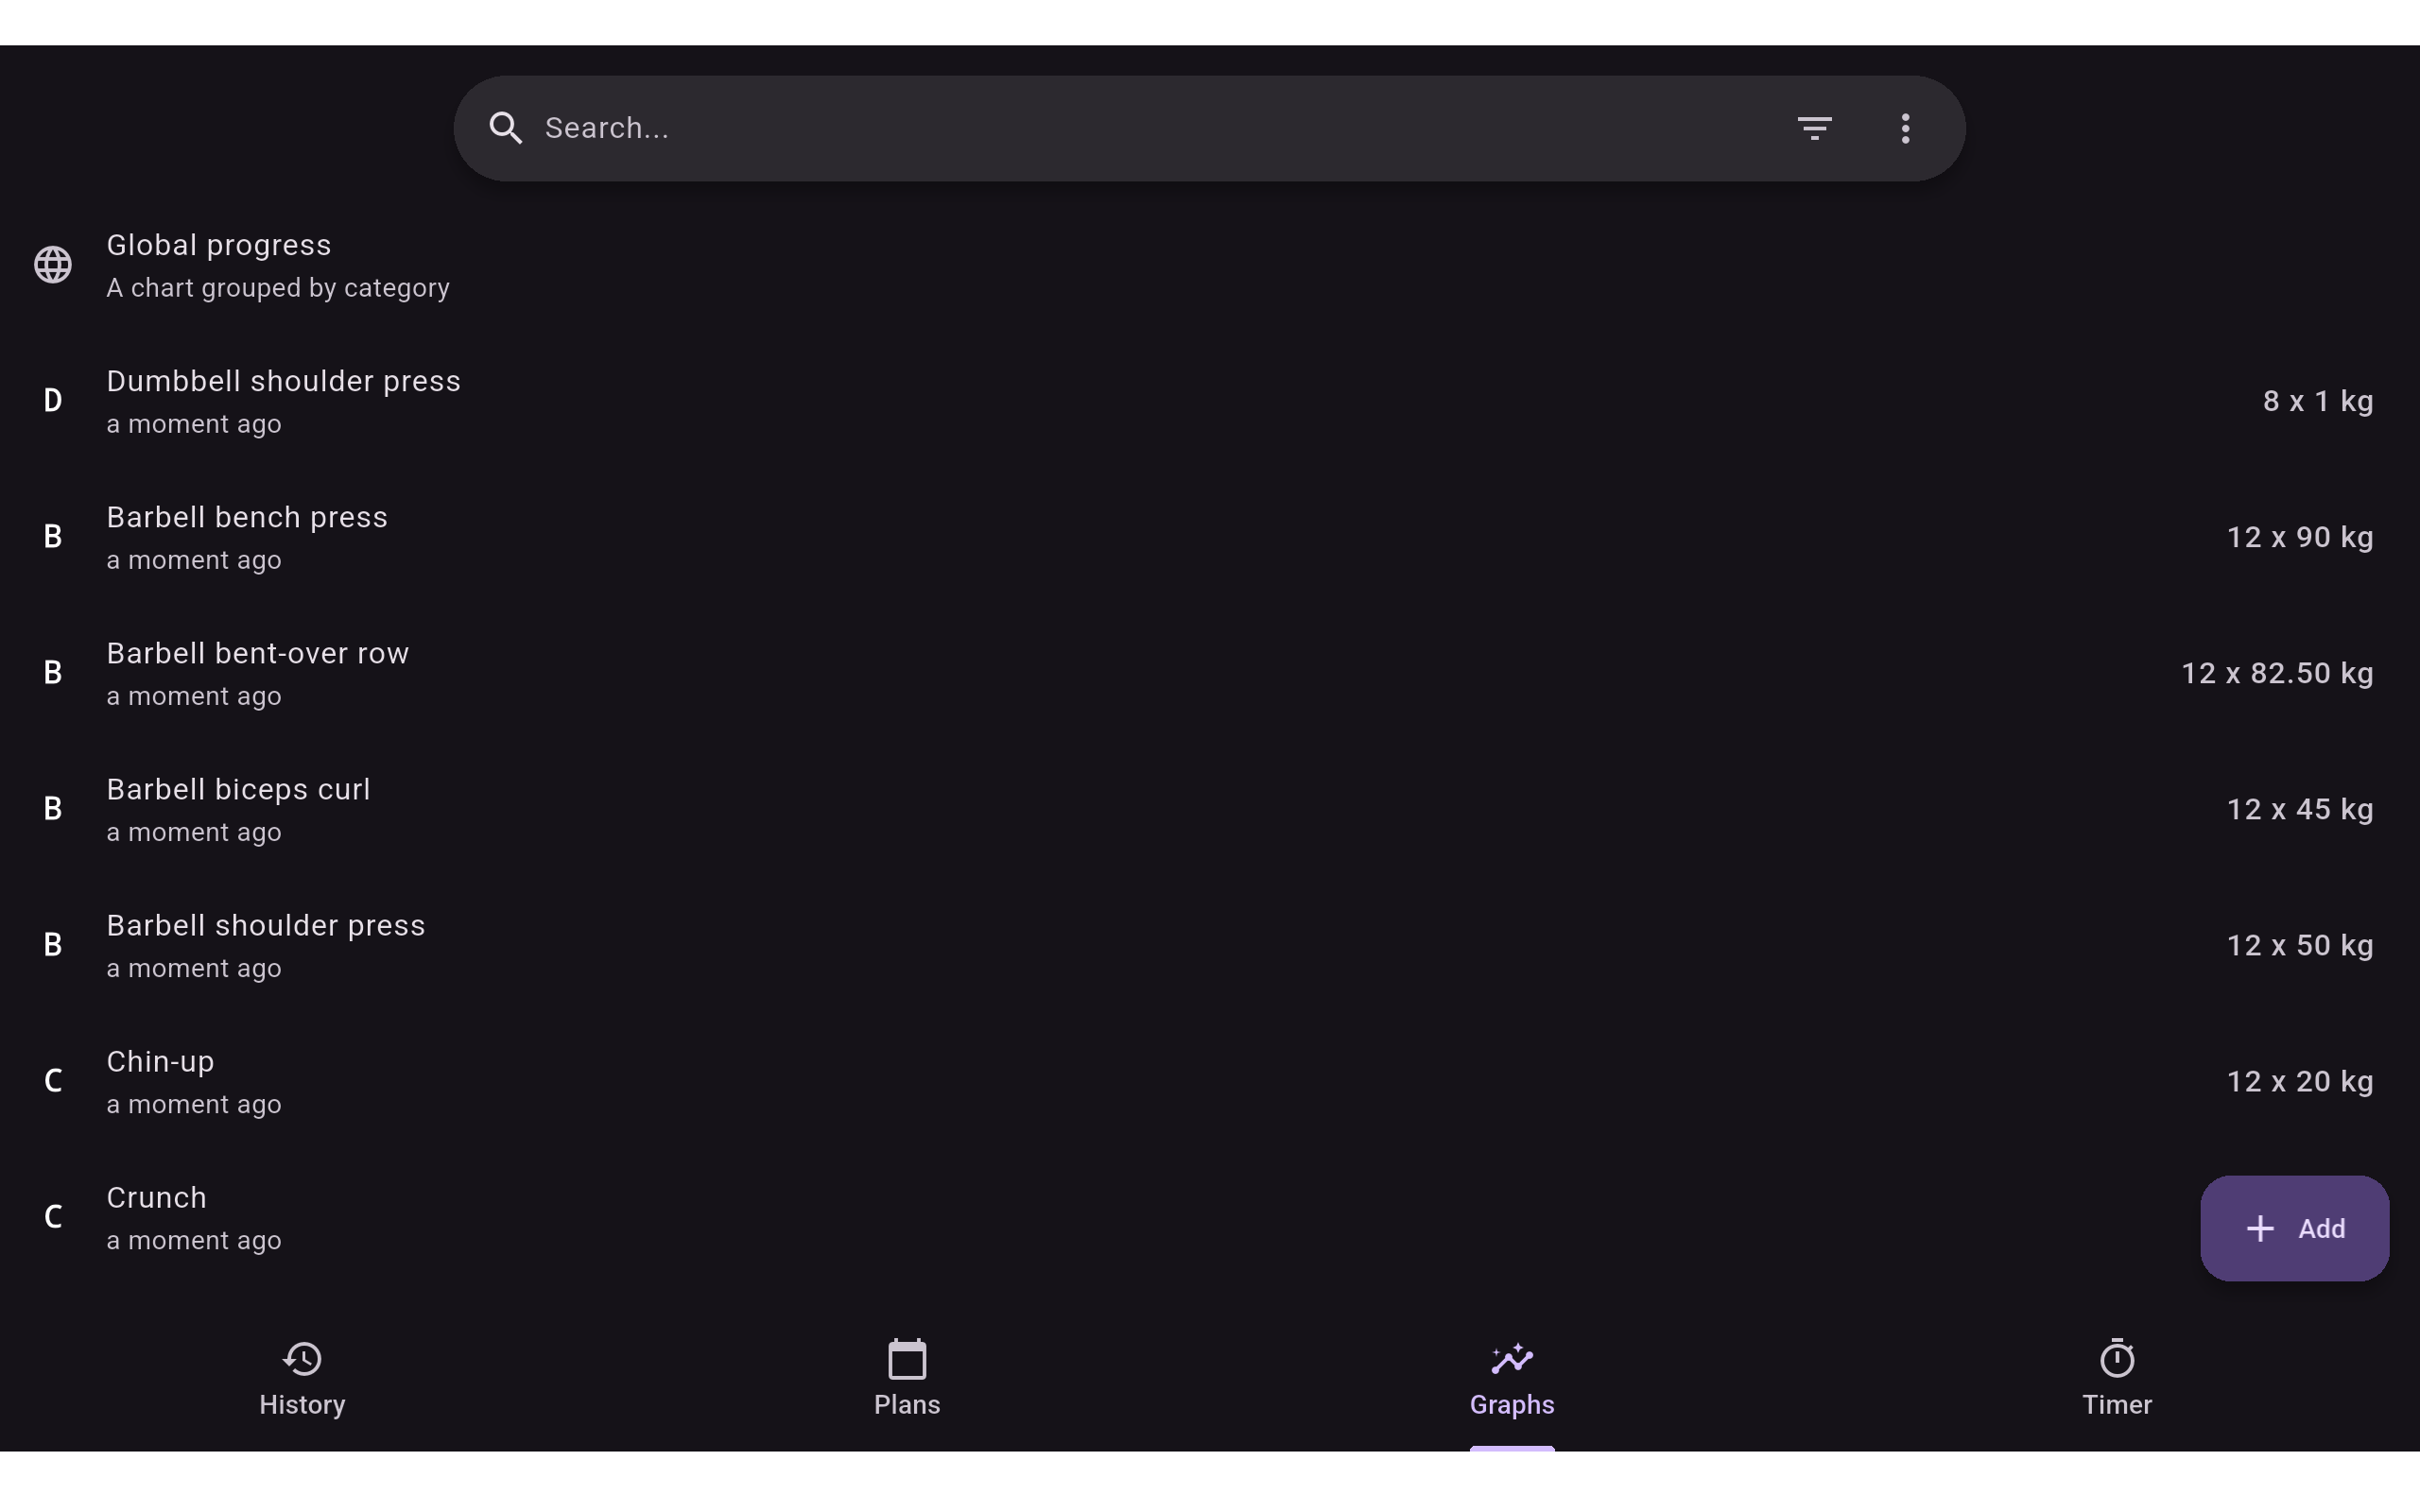 Search...
Global progress
A chart grouped by category
D
Dumbbell shoulder press
a moment ago
8 x 1 kg
B
Barbell bench press
a moment ago
12 x 90 kg
B
Barbell bent-over row
a moment ago
12 x 82.50 kg
B
Barbell biceps curl
a moment ago
12 x 45 kg
B
Barbell shoulder press
a moment ago
12 x 50 kg
C
Chin-up
a moment ago
12 x 20 kg
C
Crunch
a moment ago
Add
History
Plans
Graphs
Timer